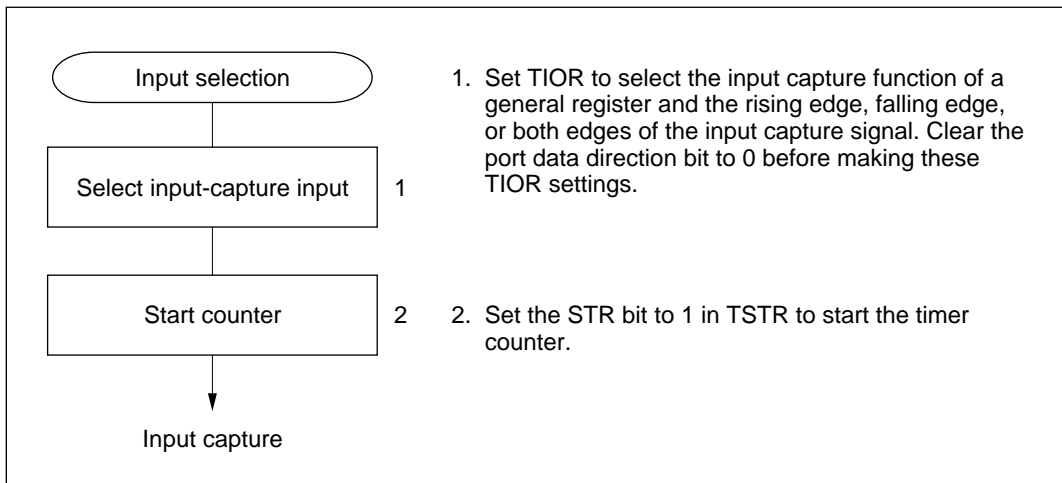 Input selection
Select input-capture input 1
Start counter 2
Input capture
1. Set TIOR to select the input capture function of a
general register and the rising edge, falling edge,
or both edges of the input capture signal. Clear the
port data direction bit to 0 before making these
TIOR settings.
2. Set the STR bit to 1 in TSTR to start the timer
counter.